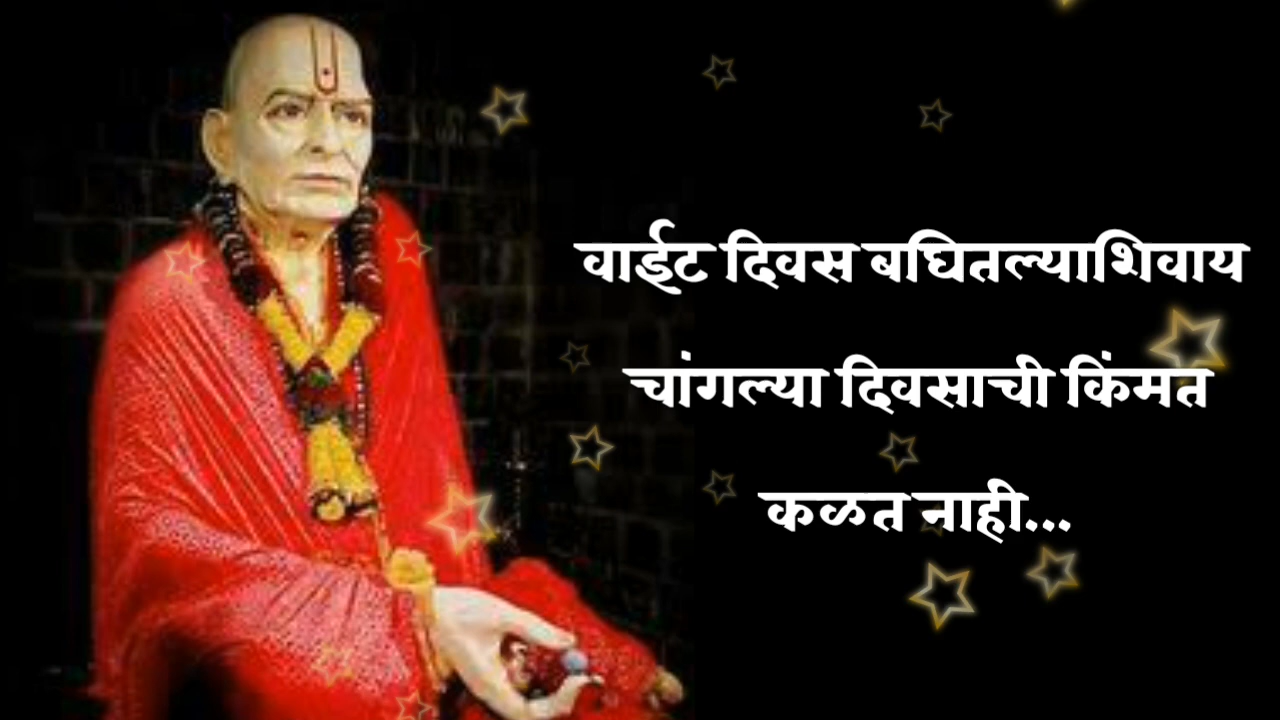 वाईट दिवस बघितल्याशिवाय
चांगल्या दिवसाची किंमत
कळत नाही...